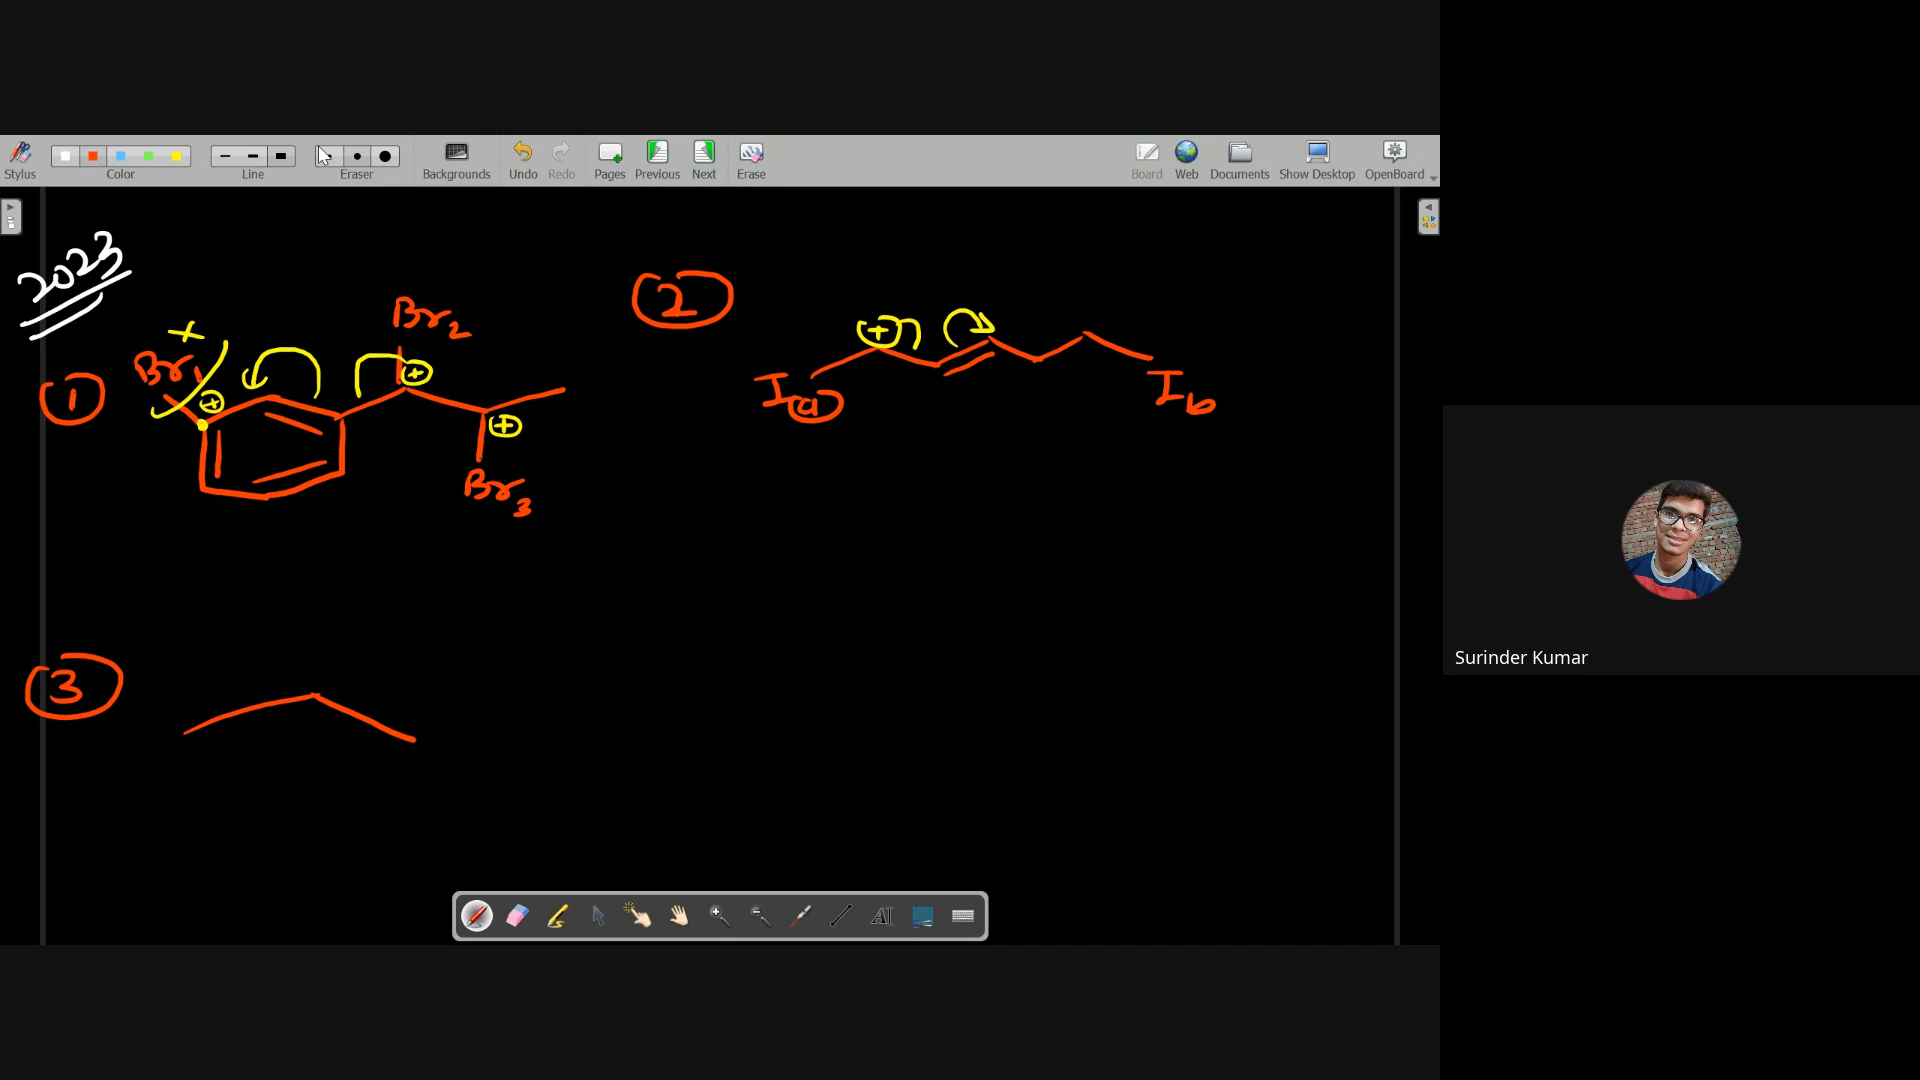 Stylus Color Line Eraser Backgrounds Undo Redo Pages Previous Next Erase Board Web Documents Show Desktop OpenBoard
2023
① Br1 Br2 Br3
+ ⊕ ⊕ ⊕
② Ia Ib
⊕
③
Surinder Kumar